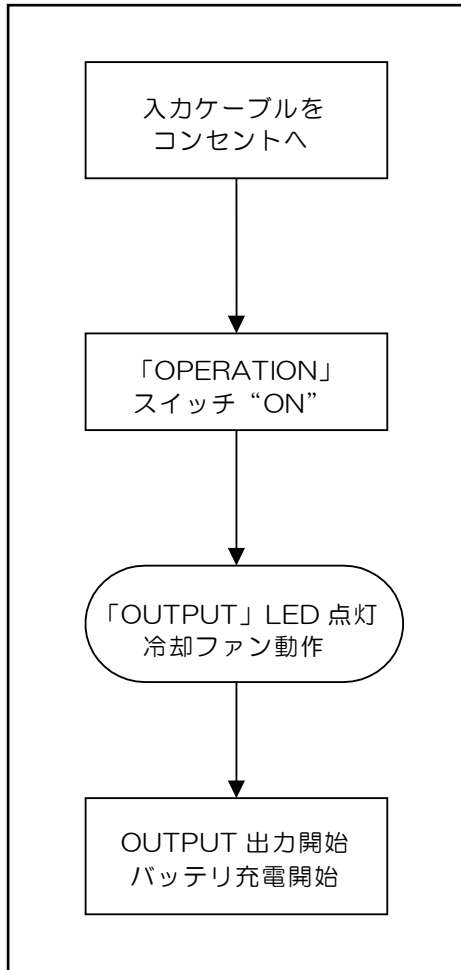 入力ケーブルを
コンセントへ
「OPERATION」
スイッチ“ON”
「OUTPUT」LED 点灯
冷却ファン動作
OUTPUT 出力開始
バッテリ充電開始